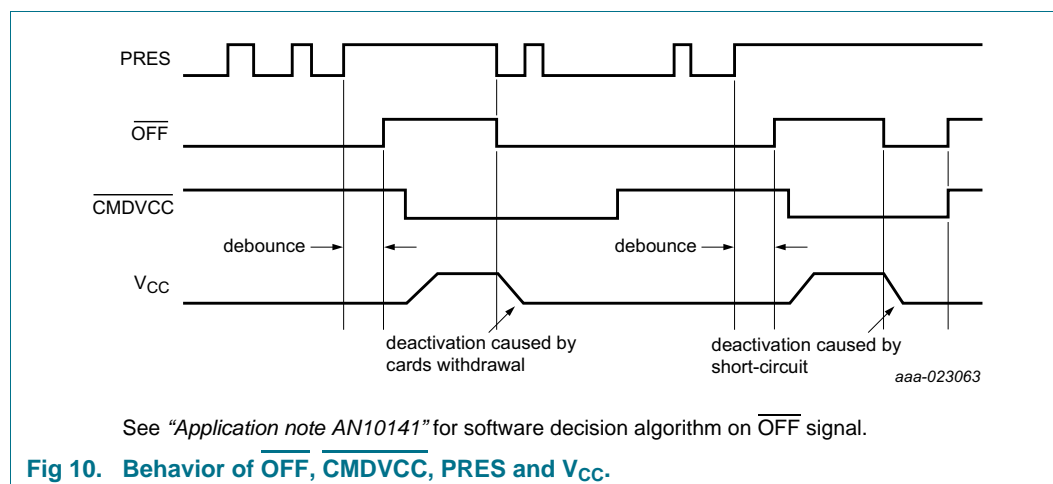 PRES
OFF
CMDVCC
debounce
debounce
VCC
deactivation caused by
cards withdrawal
deactivation caused by
short-circuit
aaa-023063
See “Application note AN10141” for software decision algorithm on OFF signal.
Fig 10. Behavior of OFF, CMDVCC, PRES and VCC.